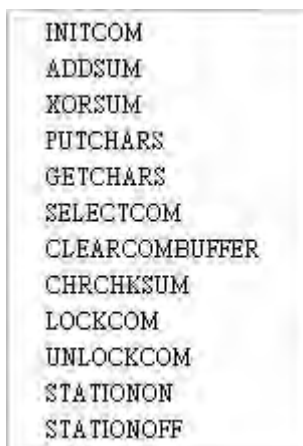 INITCOM
ADDSUM
XORSUM
PUTCHARS
GETCHARS
SELECTCOM
CLEARCOMBUFFER
CHRCHKSUM
LOCKCOM
UNLOCKCOM
STATIONON
STATIONOFF